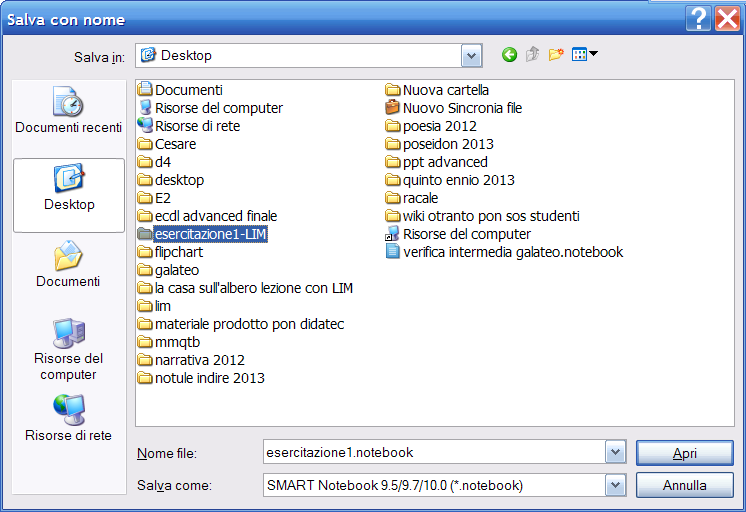 Salva con nome
Salva in:
Desktop
Documenti recenti
Desktop
Documenti
Risorse del
computer
Risorse di rete
Documenti
Risorse del computer
Risorse di rete
Cesare
d4
desktop
E2
ecdl advanced finale
esercitazione1-LIM
flipchart
galateo
la casa sull'albero lezione con LIM
lim
materiale prodotto pon didatec
mmqtb
narrativa 2012
notule indire 2013
Nuova cartella
Nuovo Sincronia file
poesia 2012
poseidon 2013
ppt advanced
quinto ennio 2013
racale
wiki otranto pon sos studenti
Risorse del computer
verifica intermedia galateo.notebook
Nome file:
esercitazione1.notebook
Apri
Salva come:
SMART Notebook 9.5/9.7/10.0 (*.notebook)
Annulla